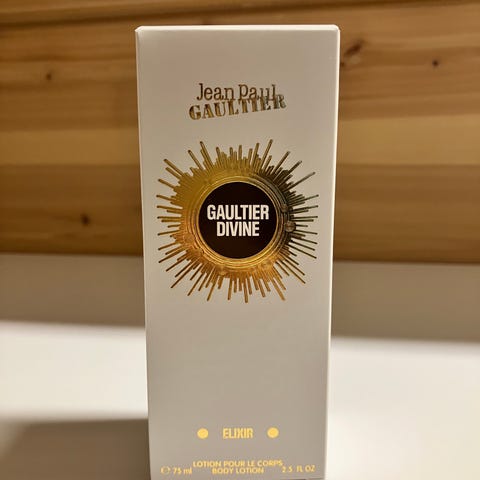 Jean Paul
GAULTIER
GAULTIER
DIVINE
ELIXIR
LOTION POUR LE CORPS
℮ 75 ml BODY LOTION 2.5 FL OZ